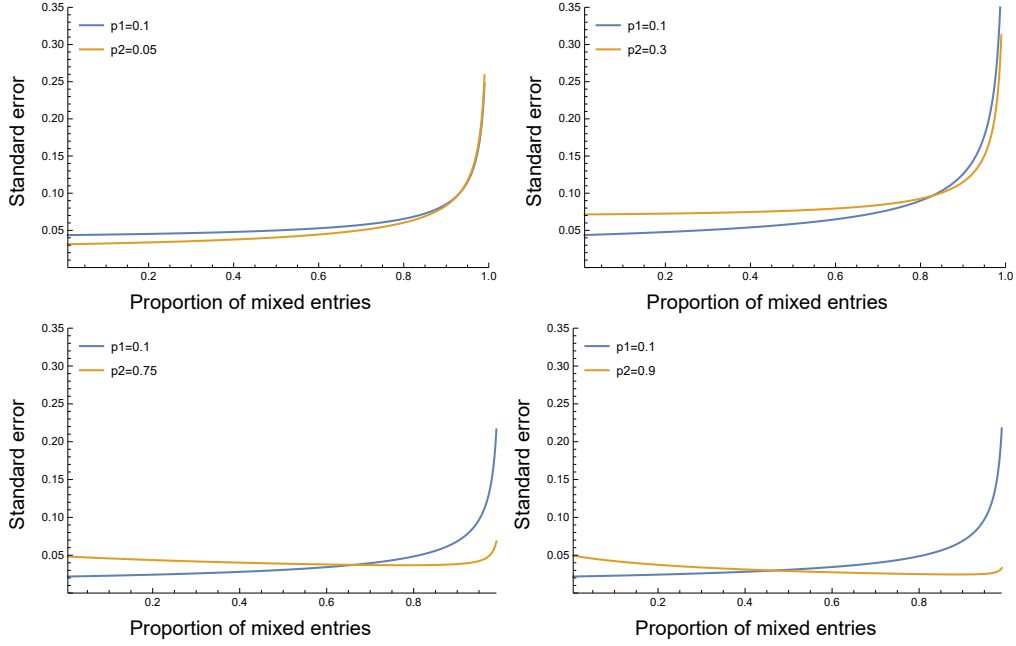 0.35
p1=0.1
0.30
p2=0.05
0.25
0.20
0.15
0.10
0.05
0.2 0.4 0.6 0.8 1.0
Standard error
Proportion of mixed entries
0.35
p1=0.1
0.30
p2=0.3
0.25
0.20
0.15
0.10
0.05
0.2 0.4 0.6 0.8 1.0
Standard error
Proportion of mixed entries
0.35
p1=0.1
0.30
p2=0.75
0.25
0.20
0.15
0.10
0.05
0.2 0.4 0.6 0.8
Standard error
Proportion of mixed entries
0.35
p1=0.1
0.30
p2=0.9
0.25
0.20
0.15
0.10
0.05
0.2 0.4 0.6 0.8
Standard error
Proportion of mixed entries